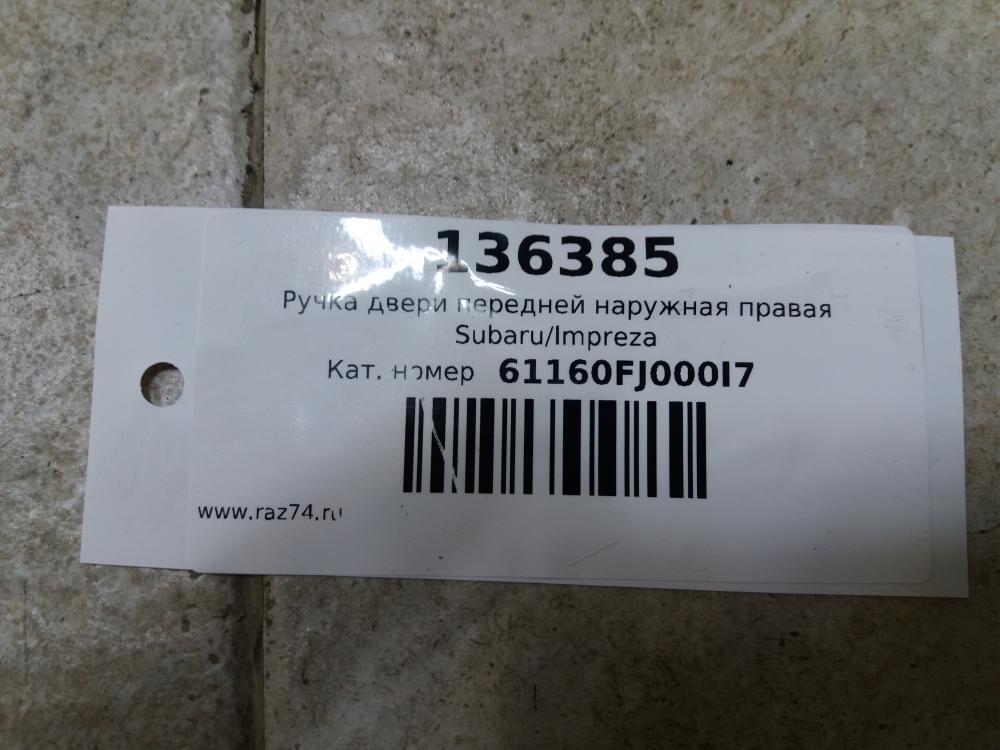 136385
Ручка двери передней наружная правая
Subaru/Impreza
Кат. номер 61160FJ000I7
www.raz74.ru